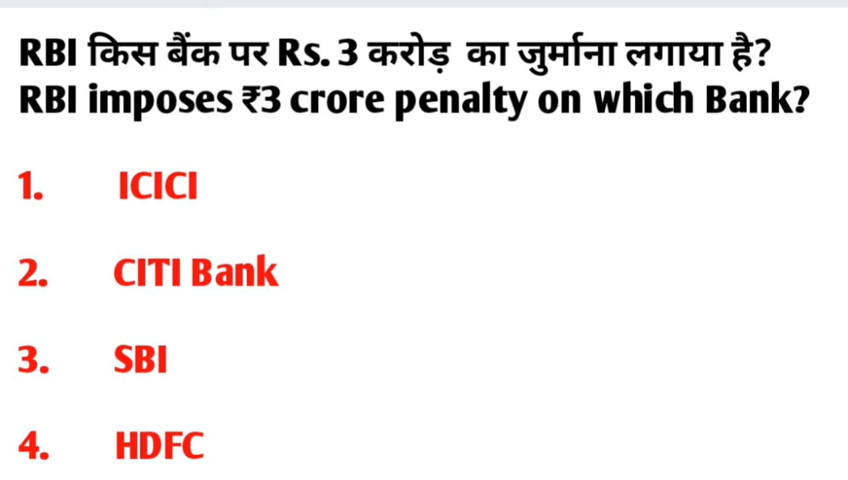 RBI किस बैंक पर Rs. 3 करोड़ का जुर्माना लगाया है?
RBI imposes ₹3 crore penalty on which Bank?
1. ICICI
2. CITI Bank
3. SBI
4. HDFC